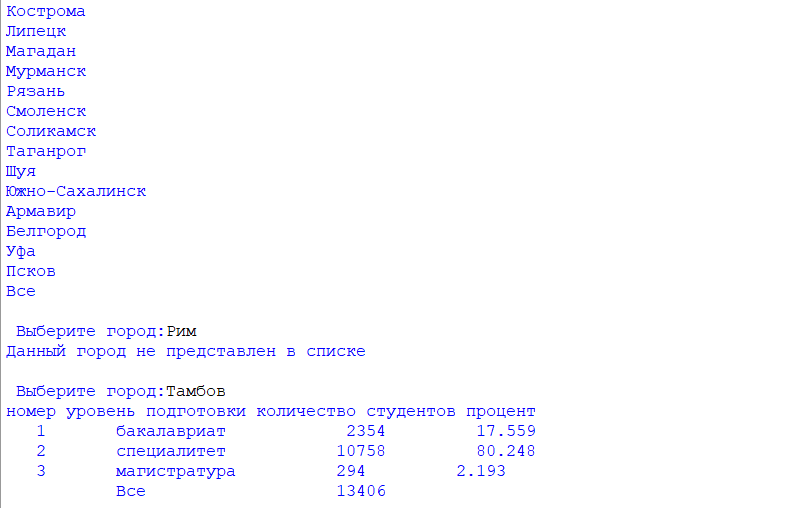 Кострома
Липецк
Магадан
Мурманск
Рязань
Смоленск
Соликамск
Таганрог
Шуя
Южно-Сахалинск
Армавир
Белгород
Уфа
Псков
Все
Выберите город:Рим
Данный город не представлен в списке
Выберите город:Тамбов
номер уровень подготовки количество студентов процент
1 бакалавриат 2354 17.559
2 специалитет 10758 80.248
3 магистратура 294 2.193
Все 13406